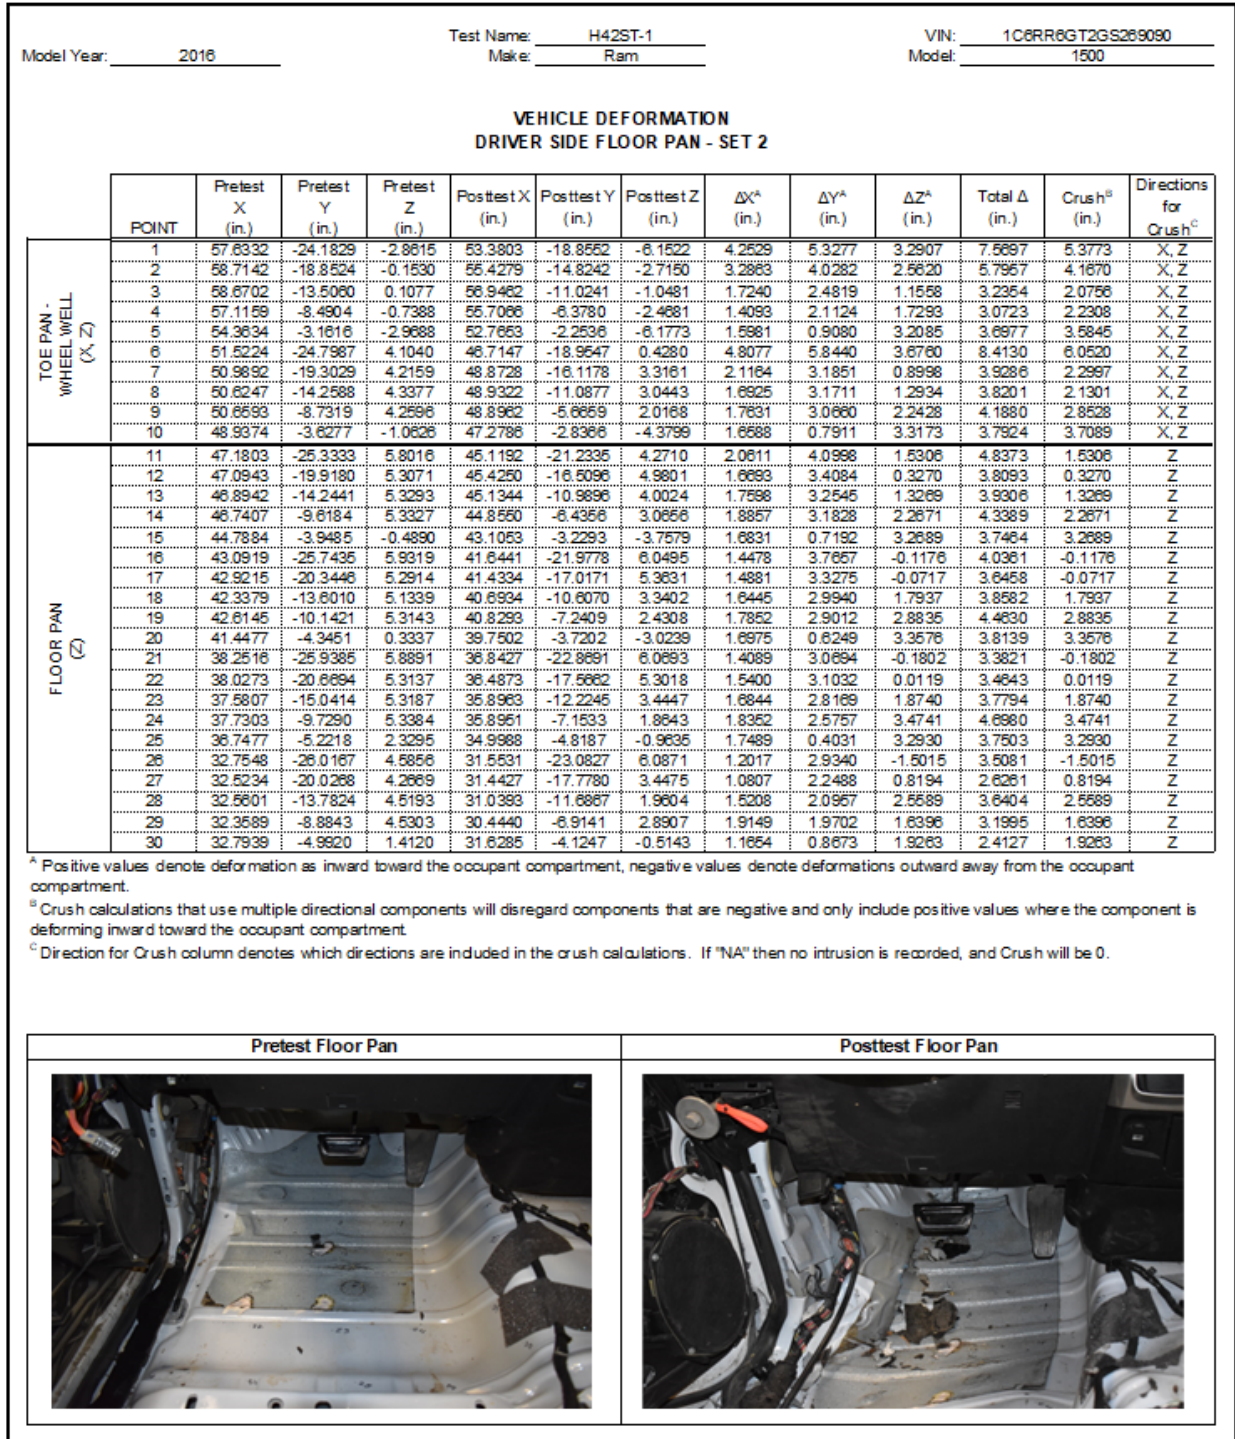 Test Name: H42ST-1 VIN: 1C6RR6GT2GS269090
Model Year: 2016 Make: Ram Model: 1500
VEHICLE DEFORMATION
DRIVER SIDE FLOOR PAN - SET 2
POINT Pretest X (in.) Pretest Y (in.) Pretest Z (in.) Posttest X (in.) Posttest Y (in.) Posttest Z (in.) ΔXᴬ (in.) ΔYᴬ (in.) ΔZᴬ (in.) Total Δ (in.) Crushᴮ (in.) Directions for Crushᶜ
TOE PAN - WHEEL WELL (X, Z)
1 57.6332 -24.1829 -2.8615 53.3803 -18.8552 -6.1522 4.2529 5.3277 3.2907 7.5697 5.3773 X, Z
2 58.7142 -18.8524 -0.1530 55.4279 -14.8242 -2.7150 3.2863 4.0282 2.5620 5.7957 4.1670 X, Z
3 58.6702 -13.5060 0.1077 56.9462 -11.0241 -1.0481 1.7240 2.4819 1.1558 3.2354 2.0756 X, Z
4 57.1159 -8.4904 -0.7388 55.7066 -6.3780 -2.4681 1.4093 2.1124 1.7293 3.0723 2.2308 X, Z
5 54.3634 -3.1616 -2.9688 52.7653 -2.2536 -6.1773 1.5981 0.9080 3.2085 3.6977 3.5845 X, Z
6 51.5224 -24.7987 4.1040 46.7147 -18.9547 0.4280 4.8077 5.8440 3.6760 8.4130 6.0520 X, Z
7 50.9892 -19.3029 4.2159 48.8728 -16.1178 3.3161 2.1164 3.1851 0.8998 3.9286 2.2997 X, Z
8 50.6247 -14.2588 4.3377 48.9322 -11.0877 3.0443 1.6925 3.1711 1.2934 3.8201 2.1301 X, Z
9 50.6593 -8.7319 4.2596 48.8962 -5.6659 2.0168 1.7631 3.0660 2.2428 4.1880 2.8528 X, Z
10 48.9374 -3.6277 -1.0626 47.2786 -2.8366 -4.3799 1.6588 0.7911 3.3173 3.7924 3.7089 X, Z
FLOOR PAN (Z)
11 47.1803 -25.3333 5.8016 45.1192 -21.2335 4.2710 2.0611 4.0998 1.5306 4.8373 1.5306 Z
12 47.0943 -19.9180 5.3071 45.4250 -16.5096 4.9801 1.6693 3.4084 0.3270 3.8093 0.3270 Z
13 46.8942 -14.2441 5.3293 45.1344 -10.9896 4.0024 1.7598 3.2545 1.3269 3.9306 1.3269 Z
14 46.7407 -9.6184 5.3327 44.8550 -6.4356 3.0656 1.8857 3.1828 2.2671 4.3389 2.2671 Z
15 44.7884 -3.9485 -0.4890 43.1053 -3.2293 -3.7579 1.6831 0.7192 3.2689 3.7464 3.2689 Z
16 43.0919 -25.7435 5.9319 41.6441 -21.9778 6.0495 1.4478 3.7657 -0.1176 4.0361 -0.1176 Z
17 42.9215 -20.3446 5.2914 41.4334 -17.0171 5.3631 1.4881 3.3275 -0.0717 3.6458 -0.0717 Z
18 42.3379 -13.6010 5.1339 40.6934 -10.6070 3.3402 1.6445 2.9940 1.7937 3.8582 1.7937 Z
19 42.6145 -10.1421 5.3143 40.8293 -7.2409 2.4308 1.7852 2.9012 2.8835 4.4630 2.8835 Z
20 41.4477 -4.3451 0.3337 39.7502 -3.7202 -3.0239 1.6975 0.6249 3.3576 3.8139 3.3576 Z
21 38.2516 -25.9385 5.8891 36.8427 -22.8691 6.0693 1.4089 3.0694 -0.1802 3.3821 -0.1802 Z
22 38.0273 -20.6694 5.3137 36.4873 -17.5662 5.3018 1.5400 3.1032 0.0119 3.4643 0.0119 Z
23 37.5807 -15.0414 5.3187 35.8963 -12.2245 3.4447 1.6844 2.8169 1.8740 3.7794 1.8740 Z
24 37.7303 -9.7290 5.3384 35.8951 -7.1533 1.8643 1.8352 2.5757 3.4741 4.6980 3.4741 Z
25 36.7477 -5.2218 2.3295 34.9988 -4.8187 -0.9635 1.7489 0.4031 3.2930 3.7503 3.2930 Z
26 32.7548 -26.0167 4.5856 31.5531 -23.0827 6.0871 1.2017 2.9340 -1.5015 3.5081 -1.5015 Z
27 32.5234 -20.0268 4.2669 31.4427 -17.7780 3.4475 1.0807 2.2488 0.8194 2.6261 0.8194 Z
28 32.5601 -13.7824 4.5193 31.0393 -11.6867 1.9604 1.5208 2.0957 2.5589 3.6404 2.5589 Z
29 32.3589 -8.8843 4.5303 30.4440 -6.9141 2.8907 1.9149 1.9702 1.6396 3.1995 1.6396 Z
30 32.7939 -4.9920 1.4120 31.6285 -4.1247 -0.5143 1.1654 0.8673 1.9263 2.4127 1.9263 Z
ᴬ Positive values denote deformation as inward toward the occupant compartment, negative values denote deformations outward away from the occupant
compartment.
ᴮ Crush calculations that use multiple directional components will disregard components that are negative and only include positive values where the component is
deforming inward toward the occupant compartment.
ᶜ Direction for Crush column denotes which directions are included in the crush calculations. If "NA" then no intrusion is recorded, and Crush will be 0.
Pretest Floor Pan Posttest Floor Pan